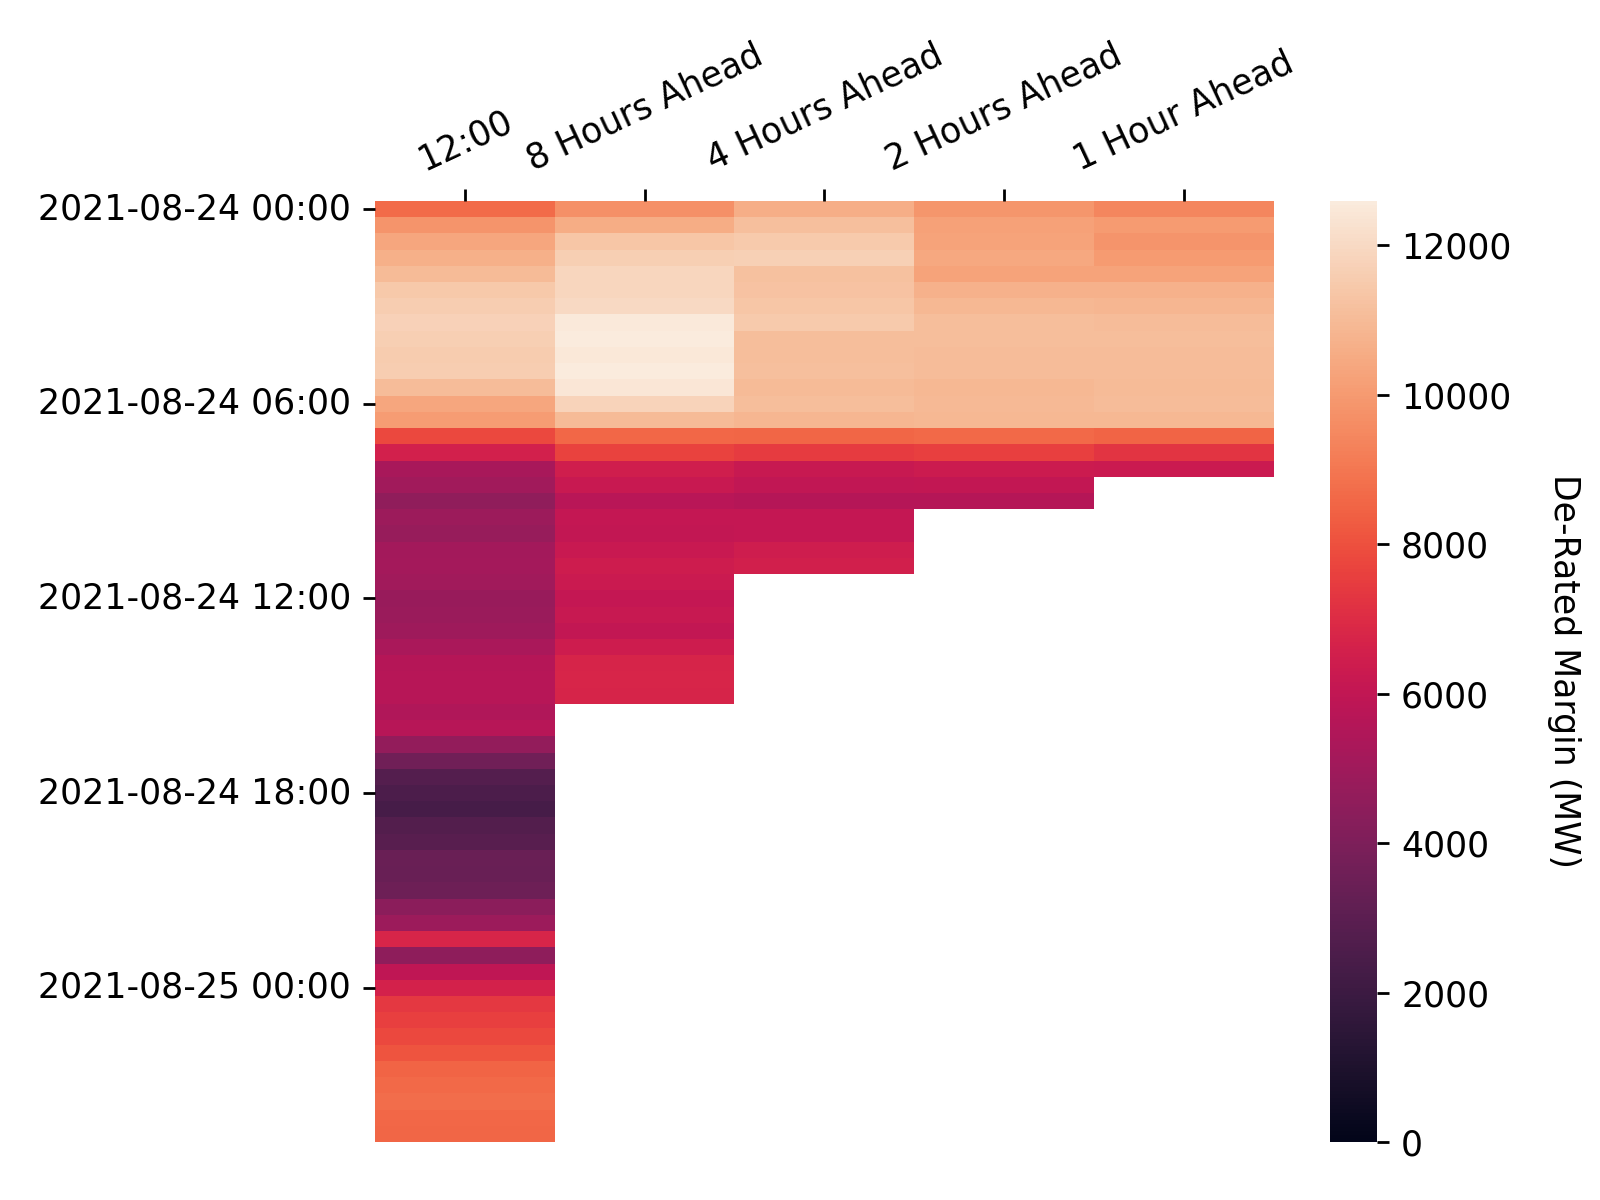 12:00
8 Hours Ahead
4 Hours Ahead
2 Hours Ahead
1 Hour Ahead
2021-08-24 00:00
2021-08-24 06:00
2021-08-24 12:00
2021-08-24 18:00
2021-08-25 00:00
12000
10000
8000
6000
4000
2000
0
De-Rated Margin (MW)